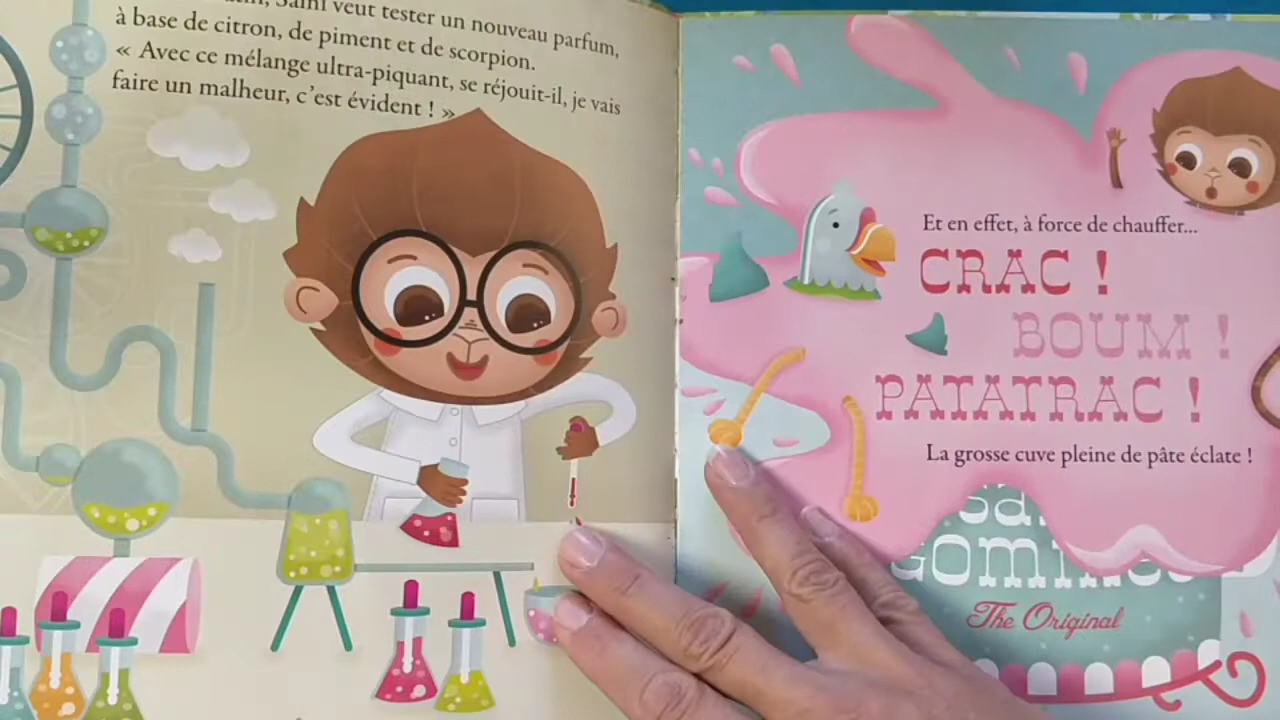 Sami veut tester un nouveau parfum,
à base de citron, de piment et de scorpion.
« Avec ce mélange ultra-piquant, se réjouit-il, je vais
faire un malheur, c'est évident ! »
Et en effet, à force de chauffer...
CRAC !
BOUM !
PATATRAC !
La grosse cuve pleine de pâte éclate !
The Original